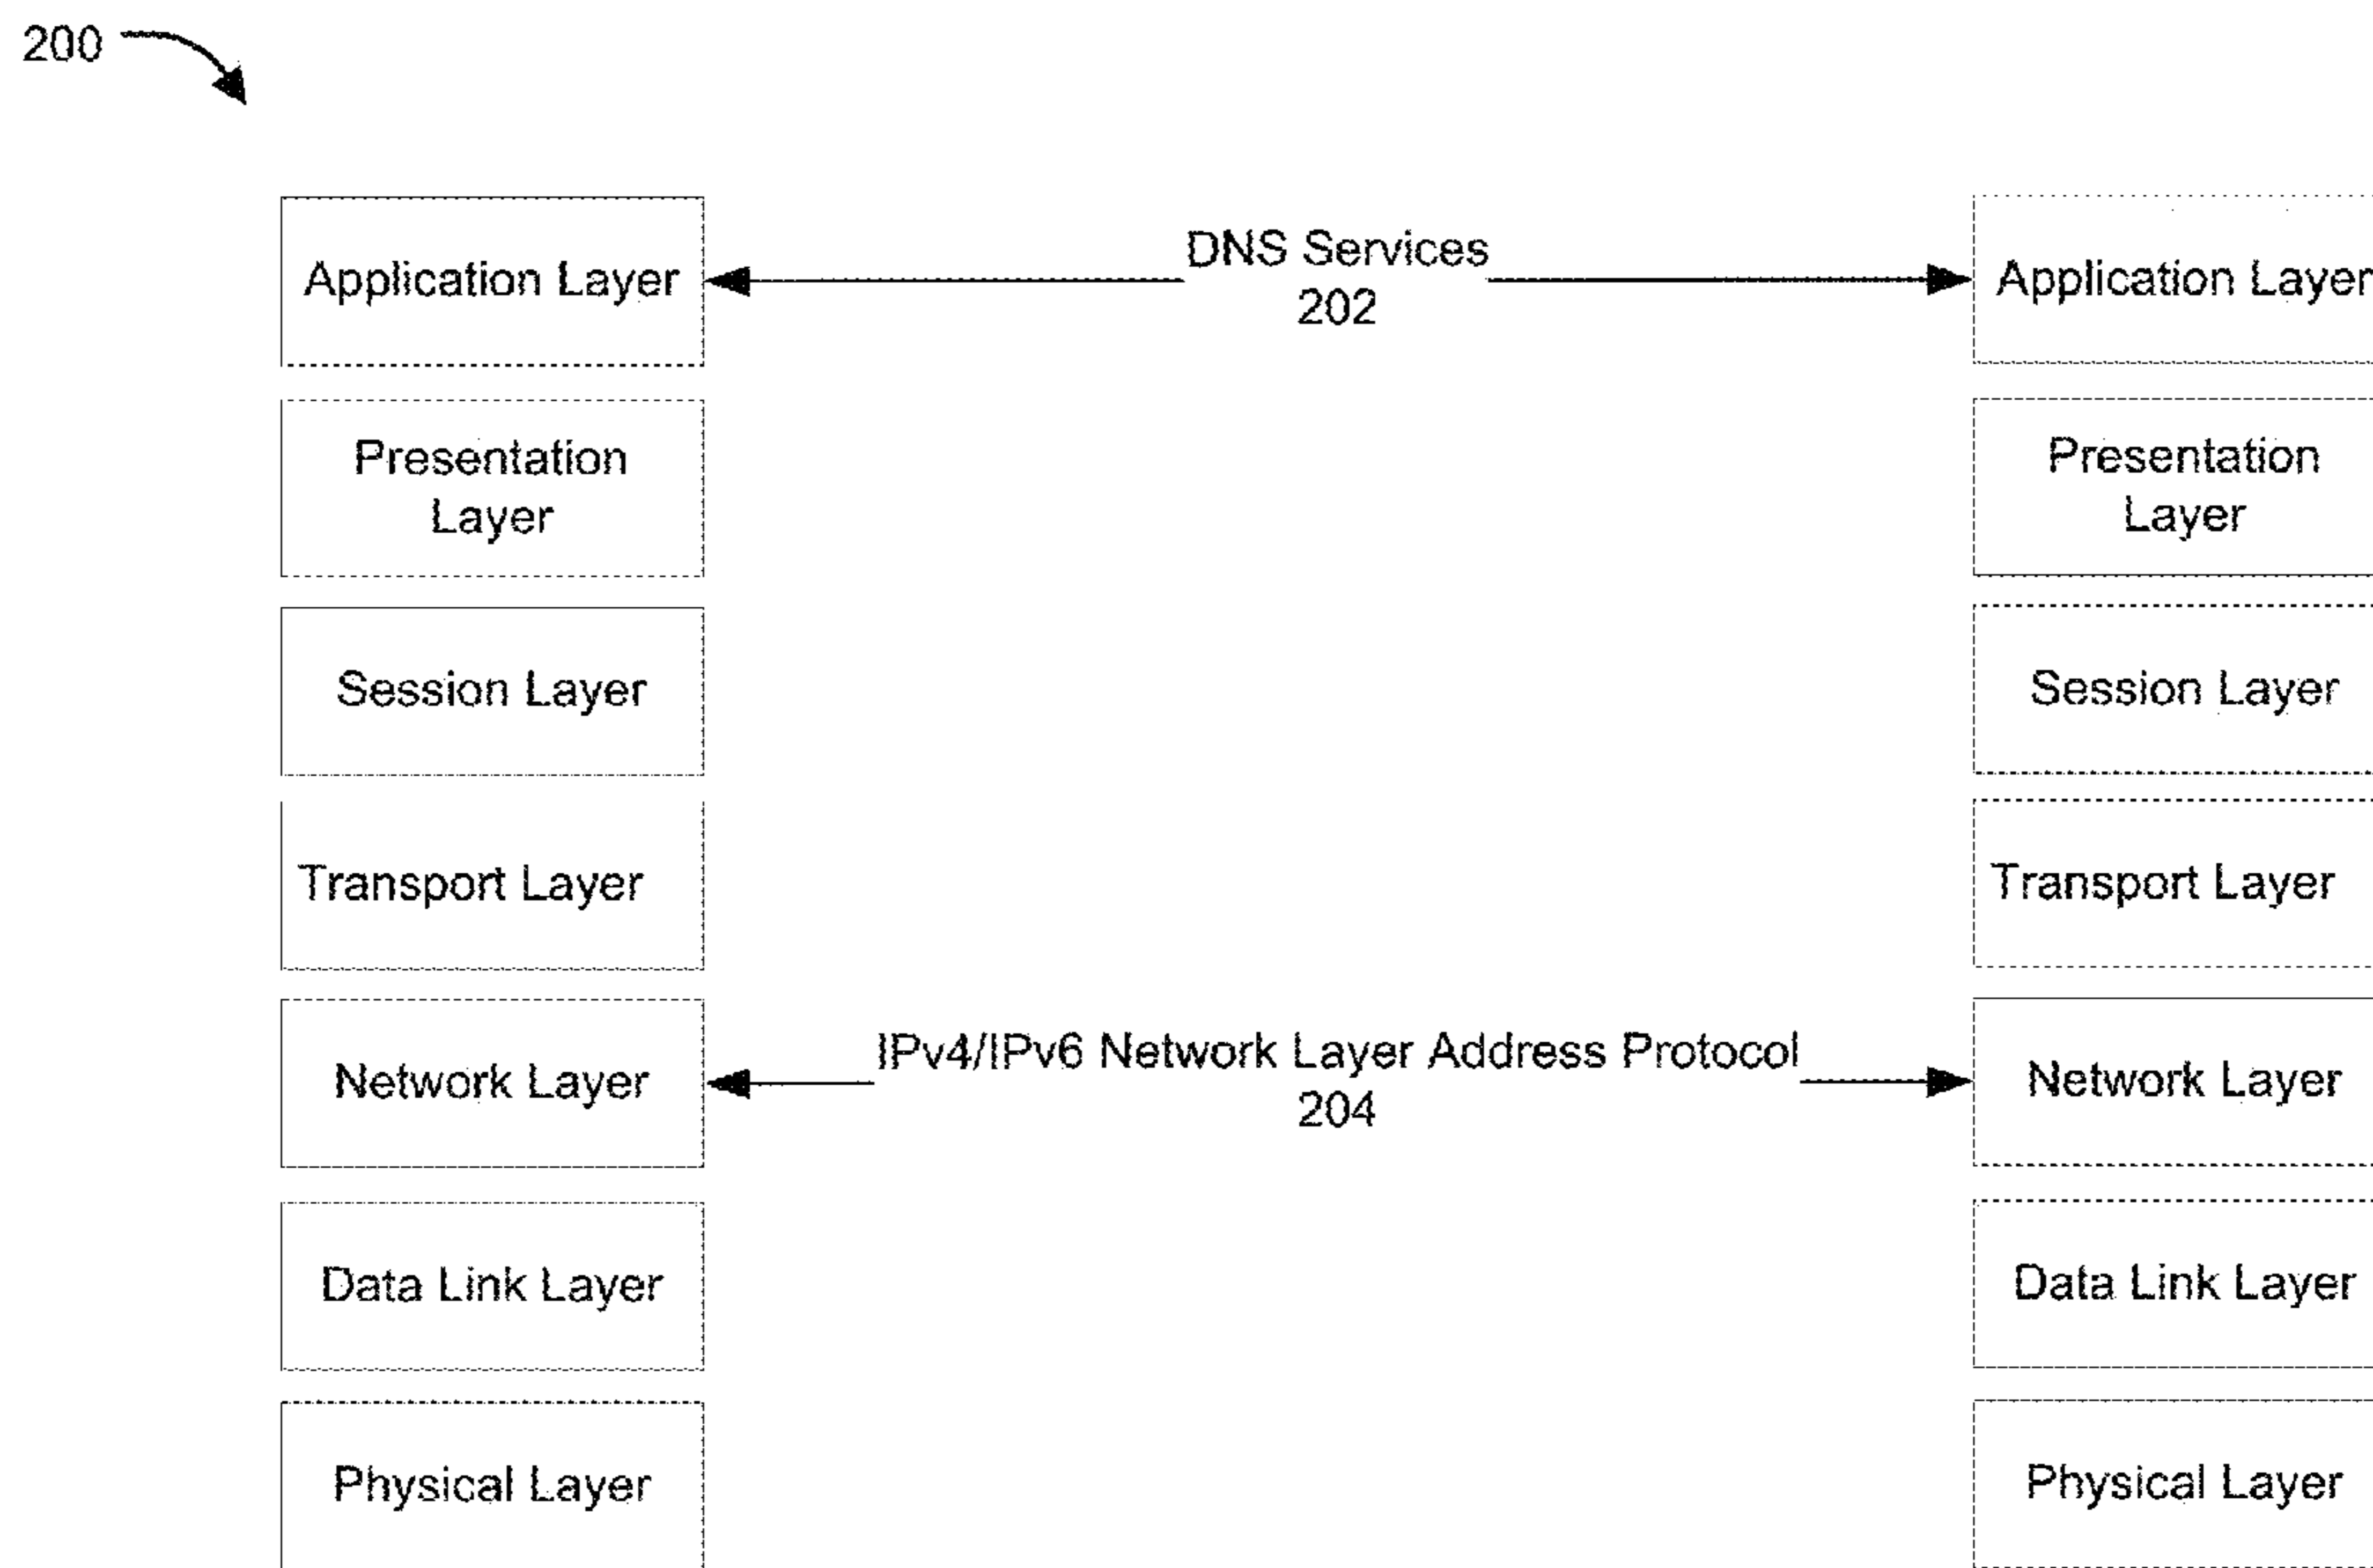 200
Application Layer
DNS Services
202
Application Layer
Presentation
Layer
Presentation
Layer
Session Layer
Session Layer
Transport Layer
Transport Layer
Network Layer
IPv4/IPv6 Network Layer Address Protocol
204
Network Layer
Data Link Layer
Data Link Layer
Physical Layer
Physical Layer